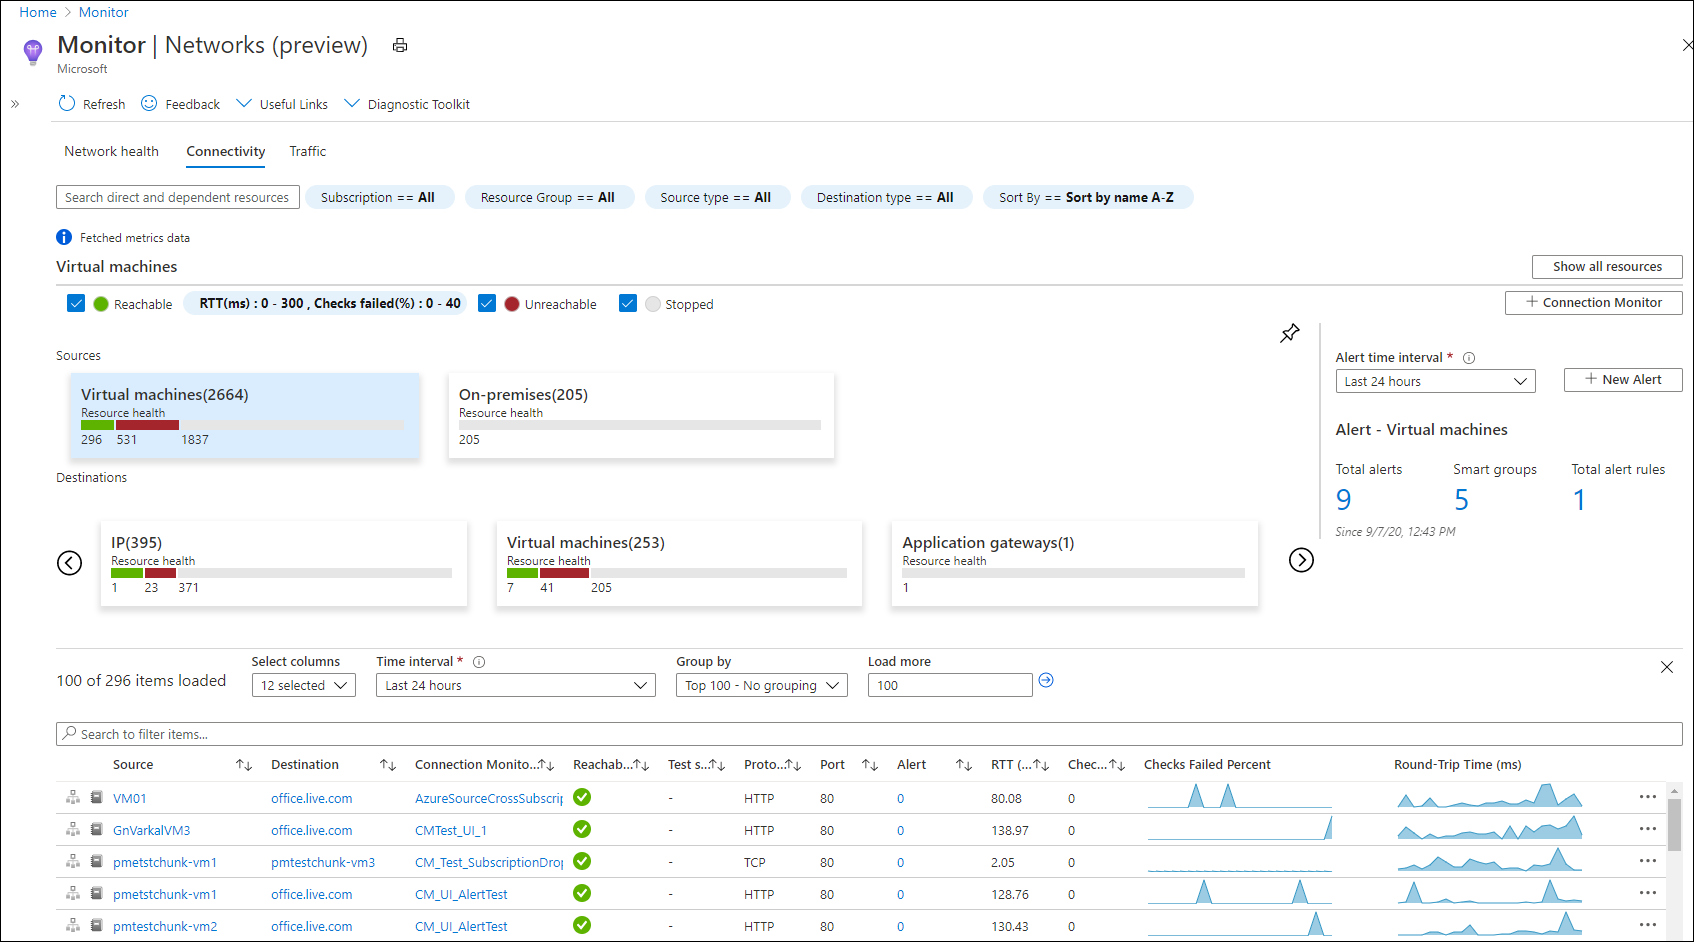 Home > Monitor
Monitor | Networks (preview)
Microsoft
» Refresh Feedback Useful Links Diagnostic Toolkit
Network health Connectivity Traffic
Search direct and dependent resources Subscription == All Resource Group == All Source type == All Destination type == All Sort By == Sort by name A-Z
Fetched metrics data
Virtual machines Show all resources
Reachable RTT(ms) : 0 - 300 , Checks failed(%) : 0 - 40 Unreachable Stopped + Connection Monitor
Sources
Virtual machines(2664)
Resource health
296 531 1837
On-premises(205)
Resource health
205
Alert time interval *
Last 24 hours + New Alert
Alert - Virtual machines
Total alerts Smart groups Total alert rules
9 5 1
Since 9/7/20, 12:43 PM
Destinations
IP(395)
Resource health
1 23 371
Virtual machines(253)
Resource health
7 41 205
Application gateways(1)
Resource health
1
100 of 296 items loaded
Select columns Time interval * Group by Load more
12 selected Last 24 hours Top 100 - No grouping 100
Search to filter items...
Source Destination Connection Monito... Reachab... Test s... Proto... Port Alert RTT (... Chec... Checks Failed Percent Round-Trip Time (ms)
VM01 office.live.com AzureSourceCrossSubscrip - HTTP 80 0 80.08 0 ...
GnVarkalVM3 office.live.com CMTest_UI_1 - HTTP 80 0 138.97 0 ...
pmetstchunk-vm1 pmtestchunk-vm3 CM_Test_SubscriptionDrop - TCP 80 0 2.05 0 ...
pmetstchunk-vm1 office.live.com CM_UI_AlertTest - HTTP 80 0 128.76 0 ...
pmtestchunk-vm2 office.live.com CM_UI_AlertTest - HTTP 80 0 130.43 0 ...